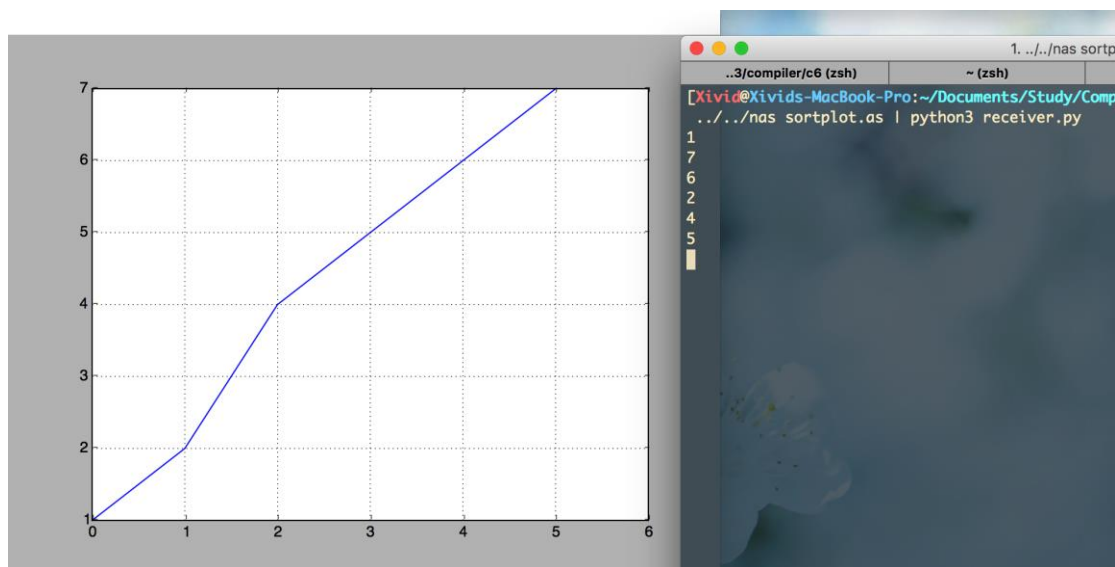 7
6
5
4
3
2
1
0 1 2 3 4 5 6
1. ../../nas sortp
..3/compiler/c6 (zsh) ~ (zsh)
[Xivid@Xivids-MacBook-Pro:~/Documents/Study/Comp
../../nas sortplot.as | python3 receiver.py
1
7
6
2
4
5